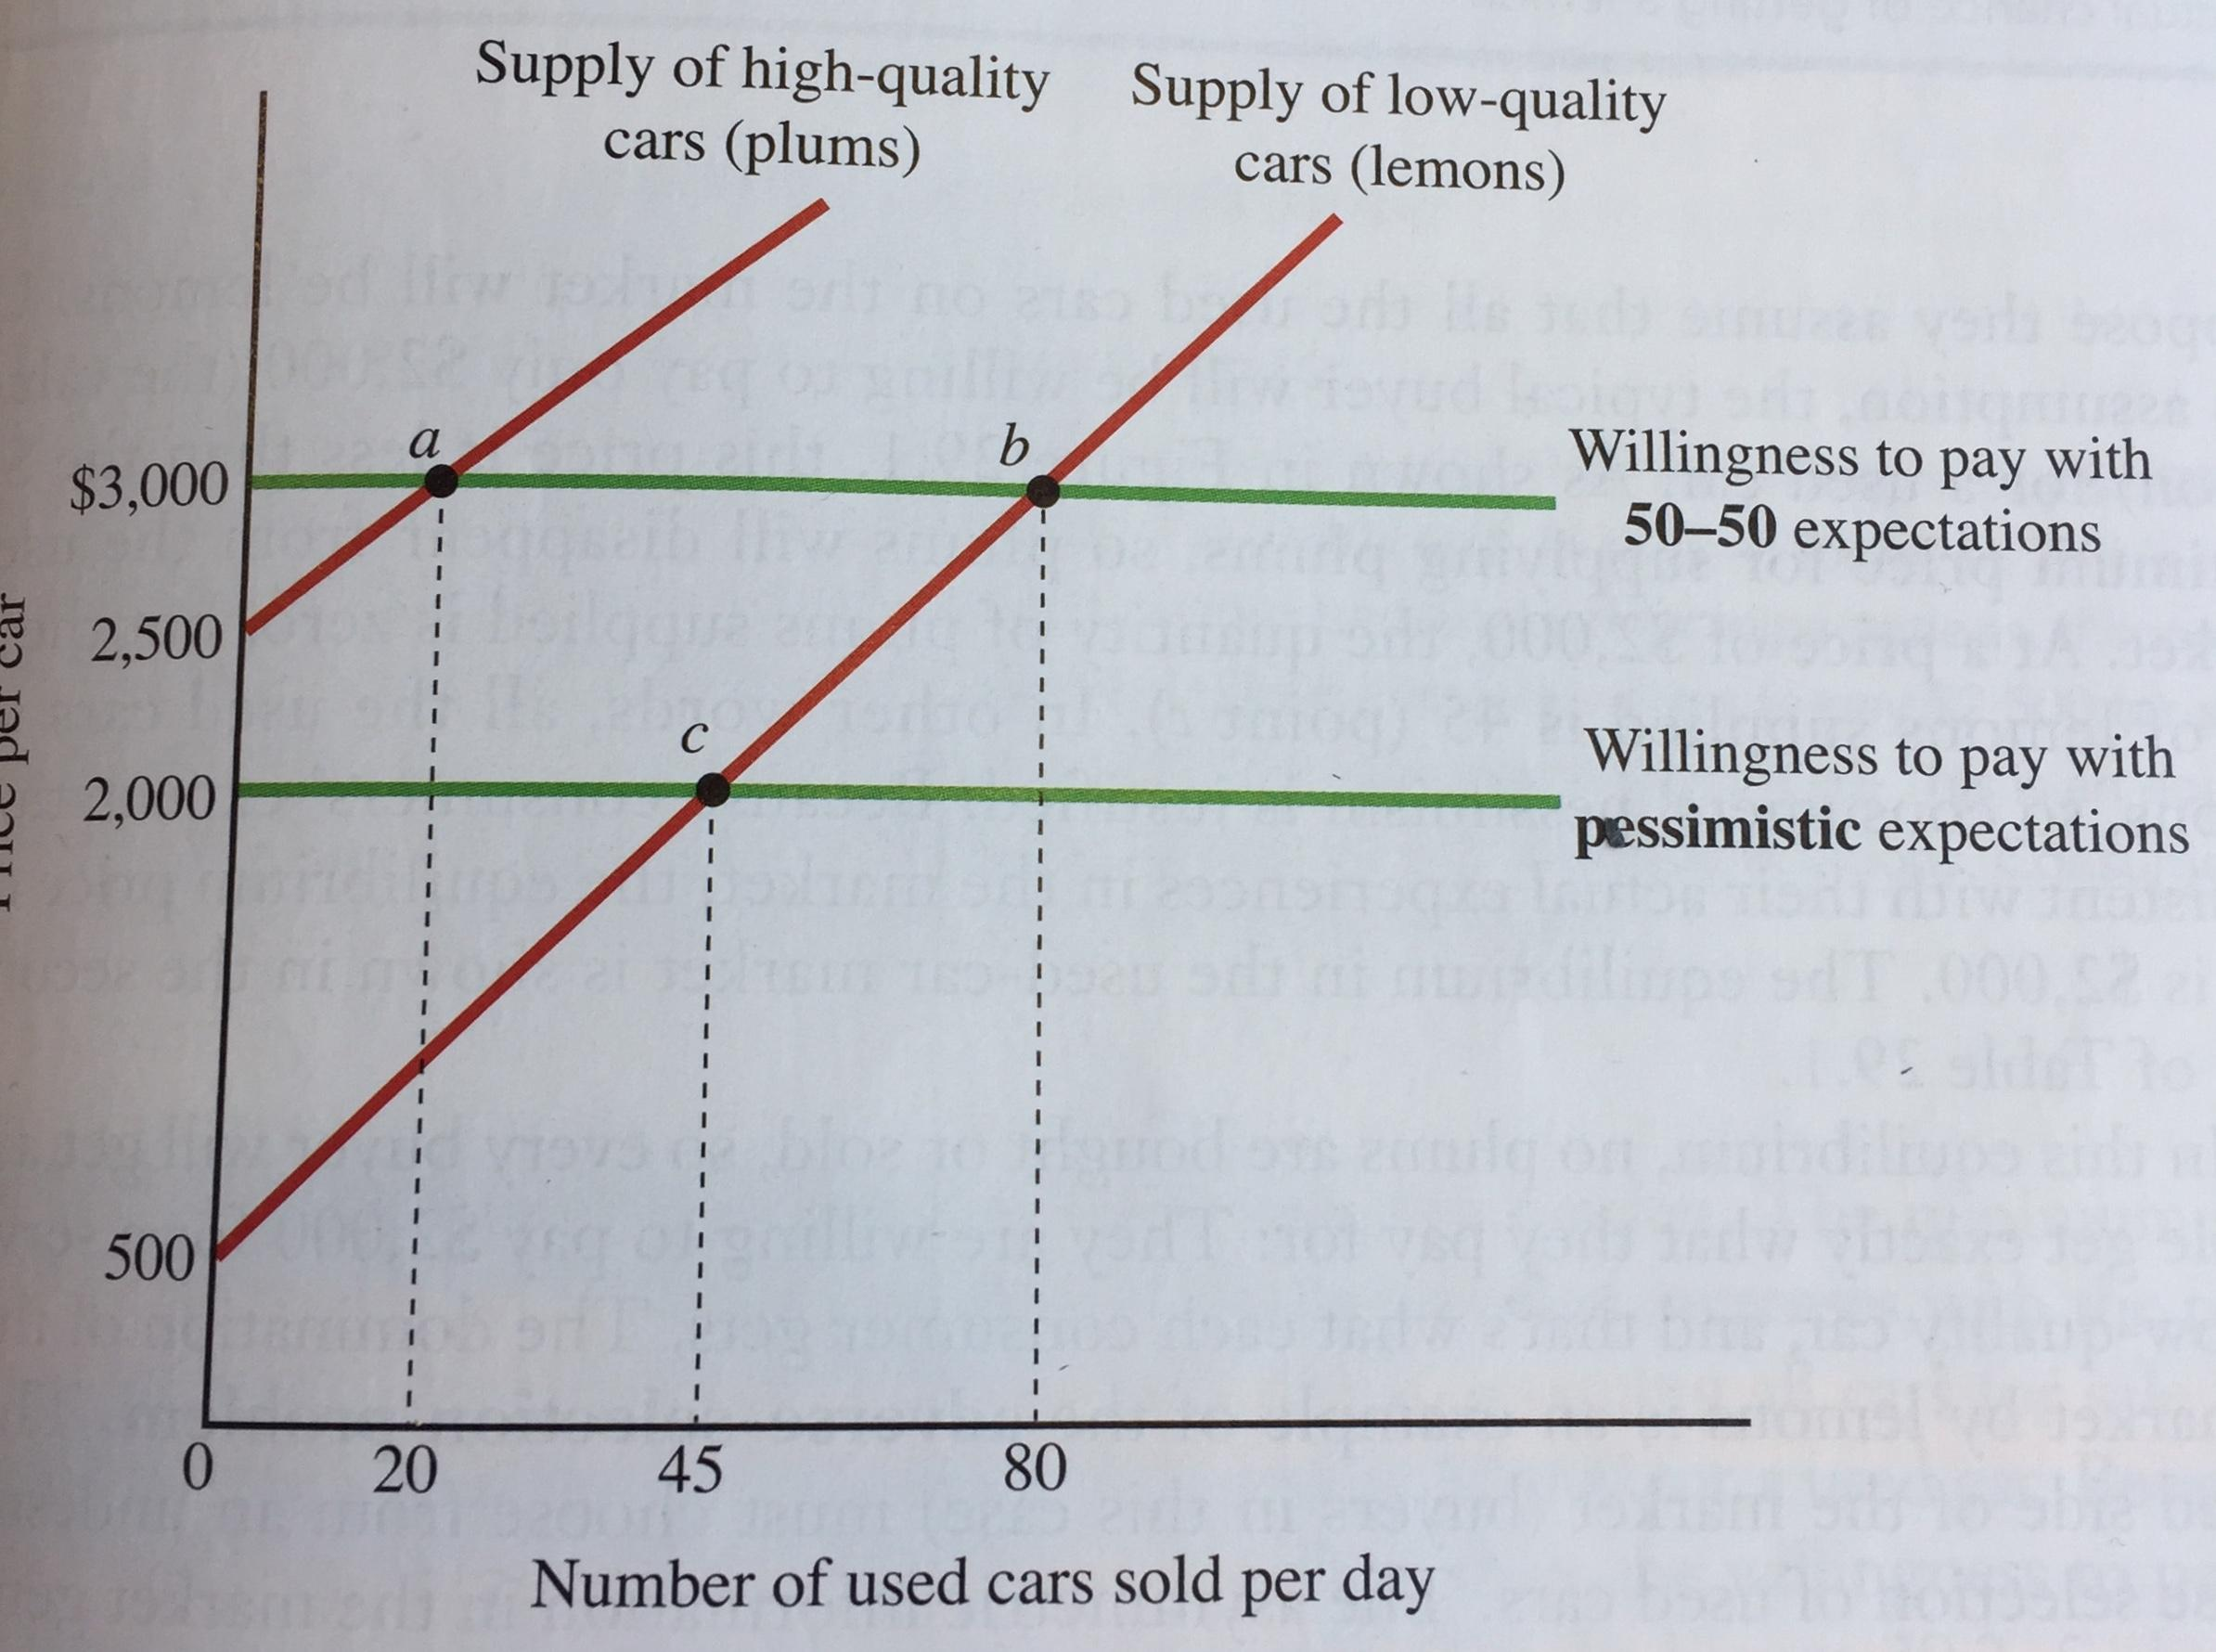 Supply of high-quality
cars (plums)
Supply of low-quality
cars (lemons)
a
b
$3,000
Willingness to pay with
50–50 expectations
2,500
per car
c
2,000
Willingness to pay with
pessimistic expectations
500
0
20
45
80
Number of used cars sold per day